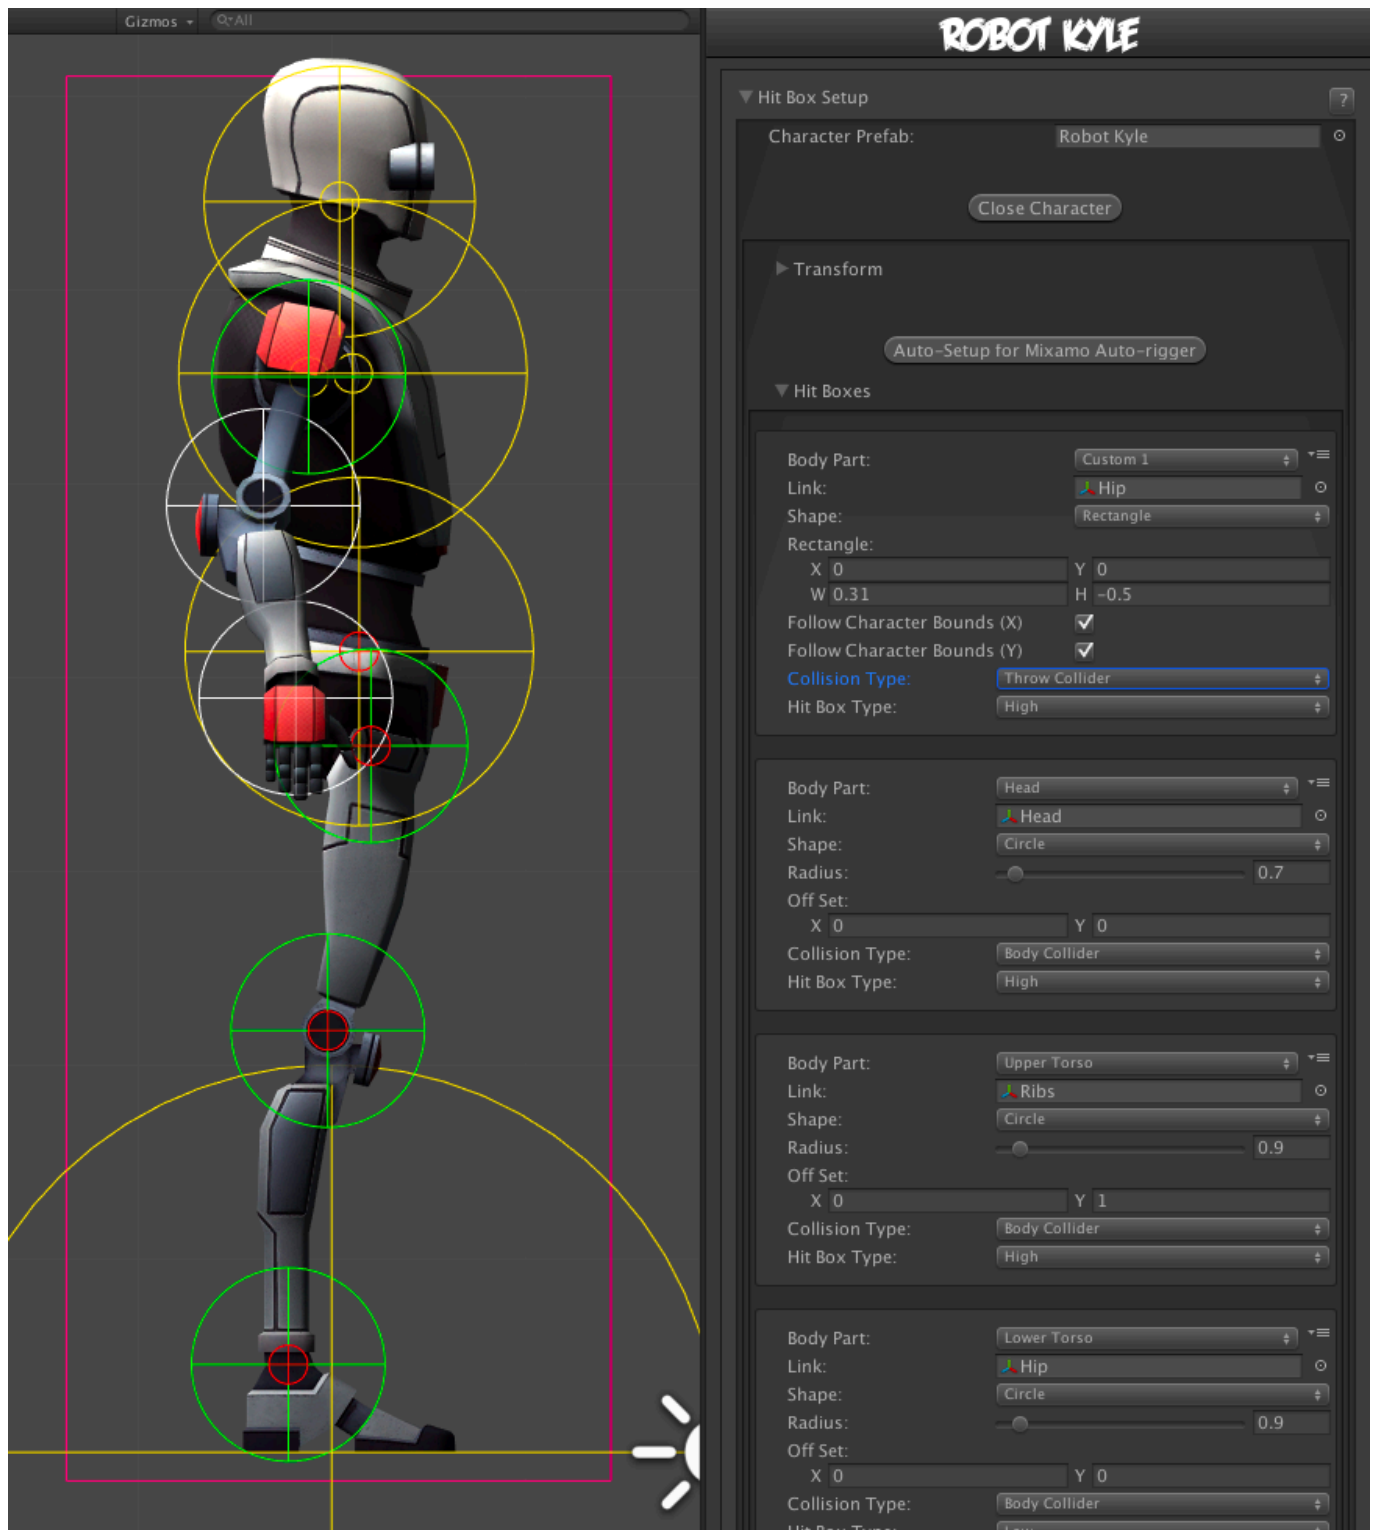 Gizmos
All
ROBOT KYLE
Hit Box Setup
?
Character Prefab: Robot Kyle
Close Character
Transform
Auto-Setup for Mixamo Auto-rigger
Hit Boxes
Body Part: Custom 1
Link: Hip
Shape: Rectangle
Rectangle:
X 0 Y 0
W 0.31 H -0.5
Follow Character Bounds (X)
Follow Character Bounds (Y)
Collision Type: Throw Collider
Hit Box Type: High
Body Part: Head
Link: Head
Shape: Circle
Radius: 0.7
Off Set:
X 0 Y 0
Collision Type: Body Collider
Hit Box Type: High
Body Part: Upper Torso
Link: Ribs
Shape: Circle
Radius: 0.9
Off Set:
X 0 Y 1
Collision Type: Body Collider
Hit Box Type: High
Body Part: Lower Torso
Link: Hip
Shape: Circle
Radius: 0.9
Off Set:
X 0 Y 0
Collision Type: Body Collider